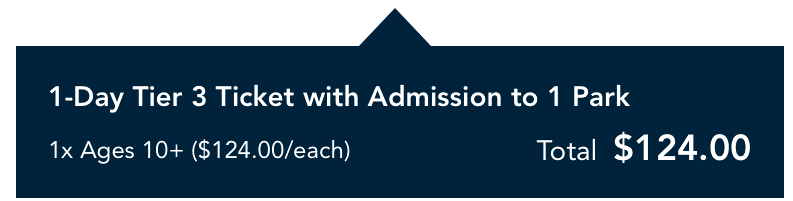 1-Day Tier 3 Ticket with Admission to 1 Park
1x Ages 10+ ($124.00/each) Total $124.00